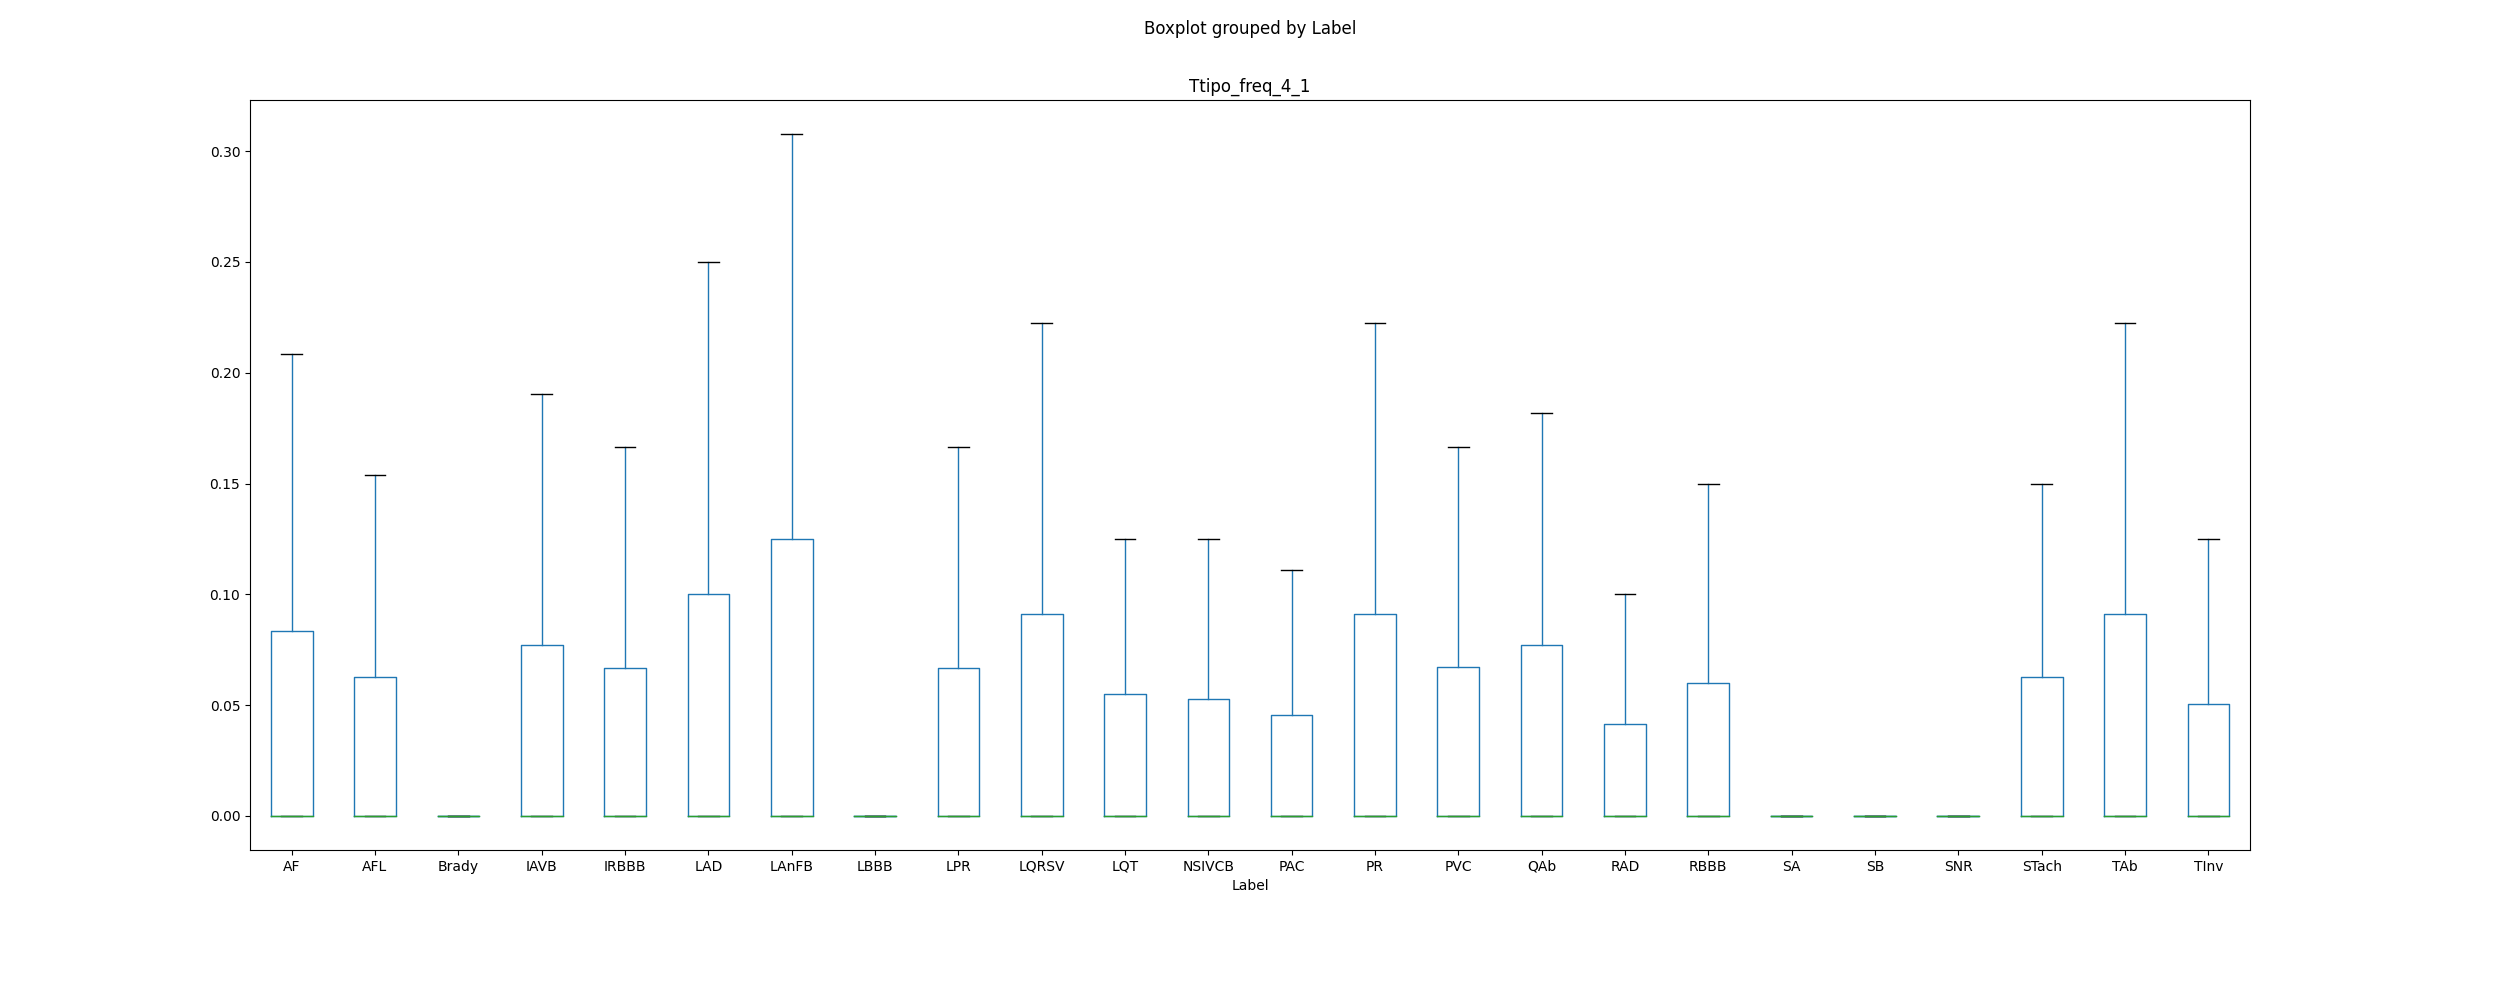 Boxplot grouped by Label
Ttipo_freq_4_1
0.30
0.25
0.20
0.15
0.10
0.05
0.00
AF AFL Brady IAVB IRBBB LAD LAnFB LBBB LPR LQRSV LQT NSIVCB PAC PR PVC QAb RAD RBBB SA SB SNR STach TAb TInv
Label